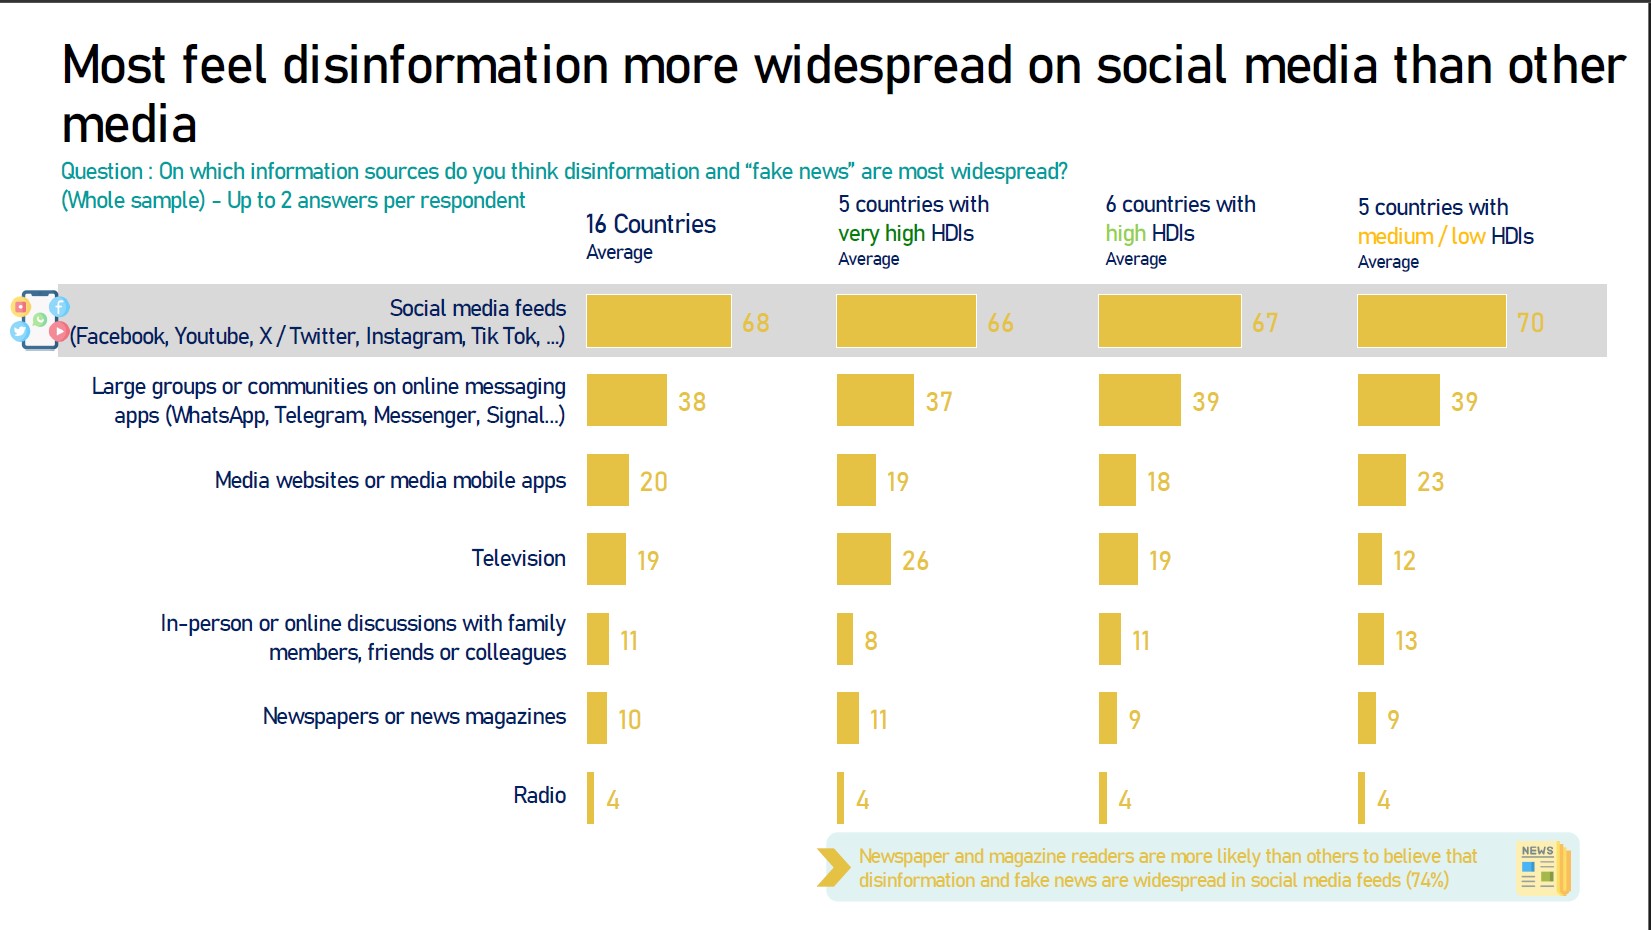 Most feel disinformation more widespread on social media than other
media
Question : On which information sources do you think disinformation and “fake news” are most widespread?
(Whole sample) - Up to 2 answers per respondent
16 Countries
Average
5 countries with
very high HDIs
Average
6 countries with
high HDIs
Average
5 countries with
medium / low HDIs
Average
Social media feeds
(Facebook, Youtube, X / Twitter, Instagram, Tik Tok, ...)
68
66
67
70
Large groups or communities on online messaging
apps (WhatsApp, Telegram, Messenger, Signal...)
38
37
39
39
Media websites or media mobile apps
20
19
18
23
Television
19
26
19
12
In-person or online discussions with family
members, friends or colleagues
11
8
11
13
Newspapers or news magazines
10
11
9
9
Radio
4
4
4
4
Newspaper and magazine readers are more likely than others to believe that
disinformation and fake news are widespread in social media feeds (74%)
NEWS